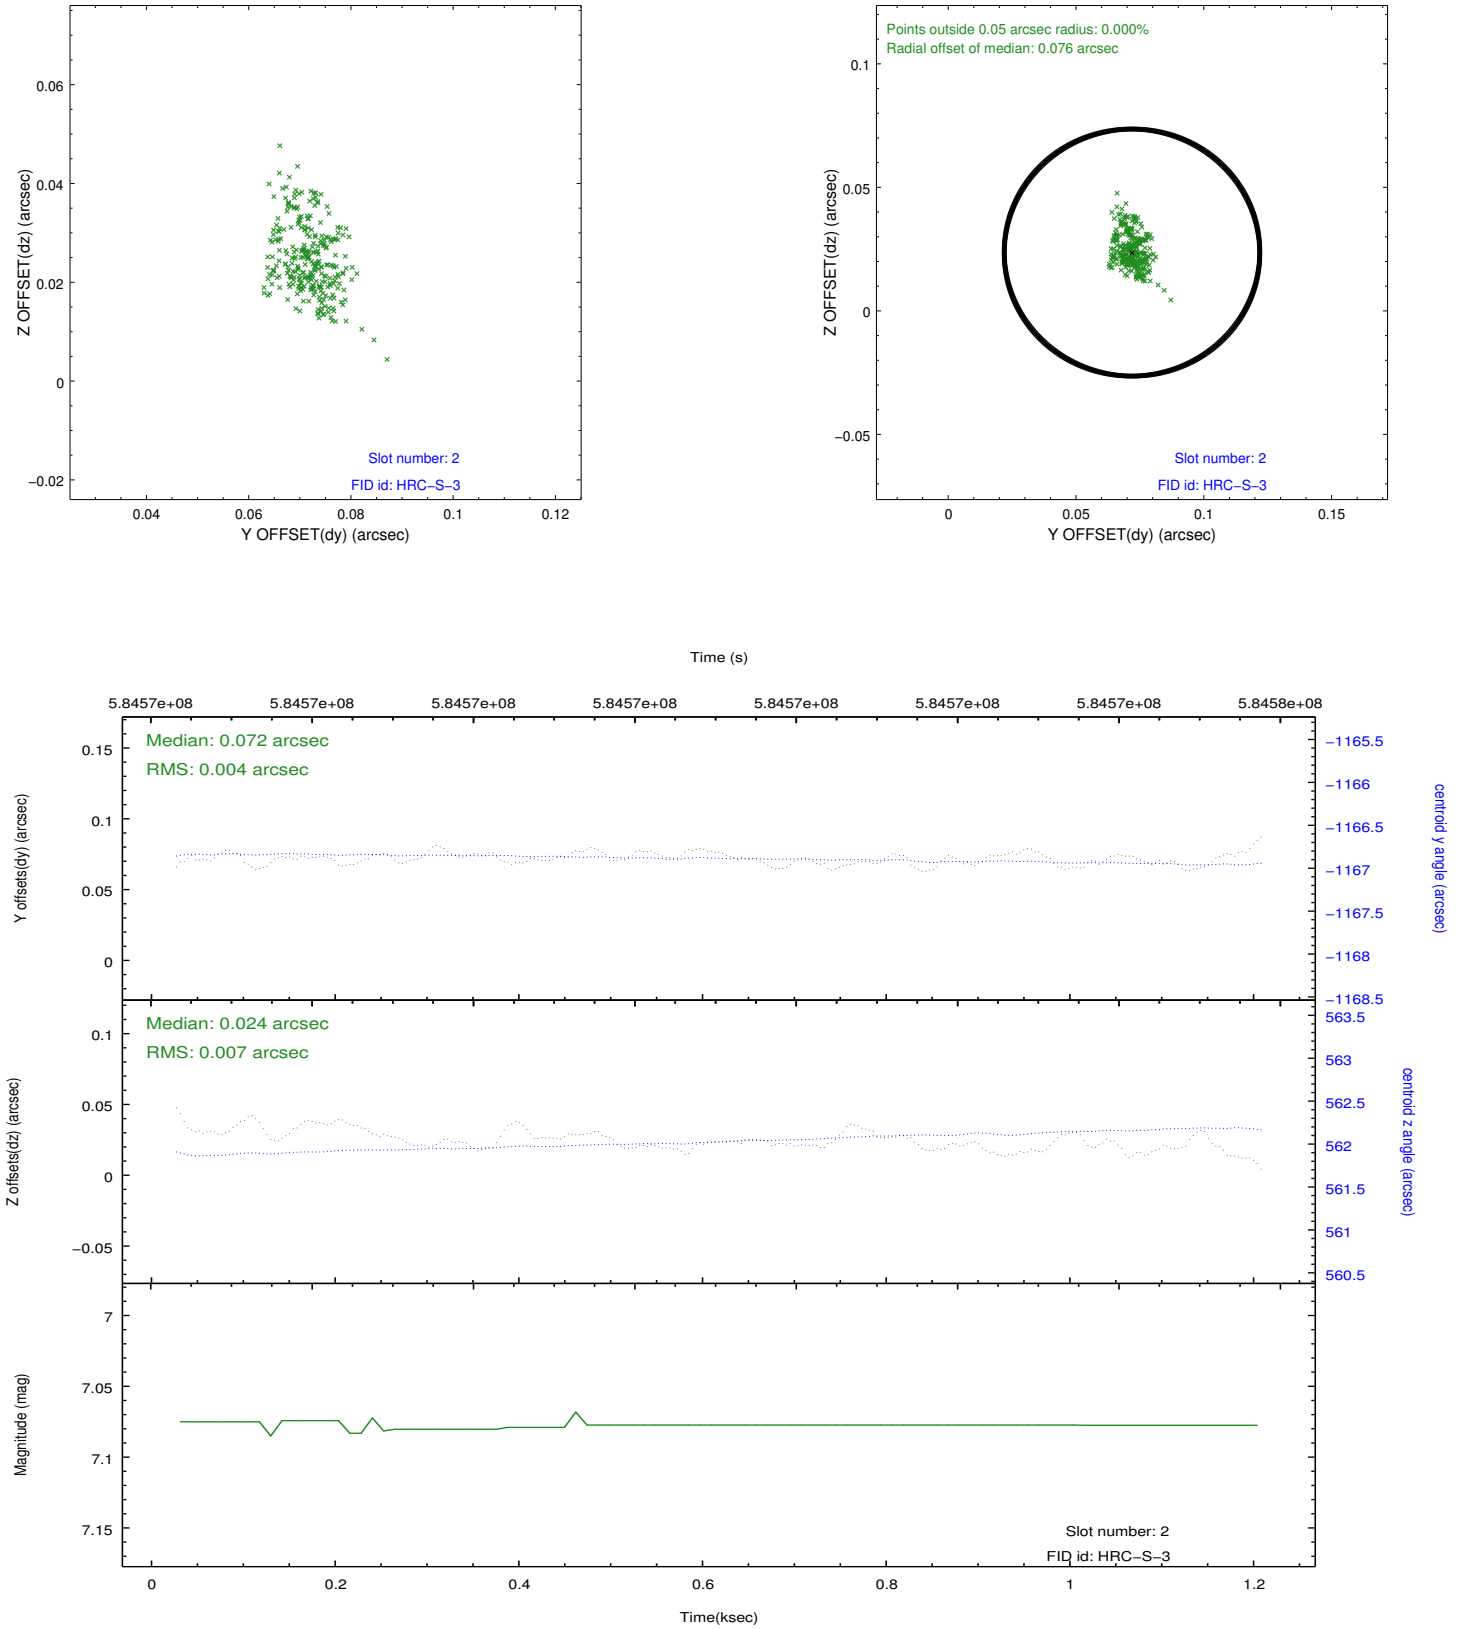 0.06
0.04
0.02
0
−0.02
Z OFFSET(dz) (arcsec)
Slot number: 2
FID id: HRC−S−3
0.04 0.06 0.08 0.1 0.12
Y OFFSET(dy) (arcsec)
Points outside 0.05 arcsec radius: 0.000%
Radial offset of median: 0.076 arcsec
0.1
0.05
0
−0.05
Z OFFSET(dz) (arcsec)
Slot number: 2
FID id: HRC−S−3
0 0.05 0.1 0.15
Y OFFSET(dy) (arcsec)
Time (s)
5.8457e+08 5.8457e+08 5.8457e+08 5.8457e+08 5.8457e+08 5.8457e+08 5.8457e+08 5.8458e+08
Median: 0.072 arcsec
RMS: 0.004 arcsec
0.15
0.1
0.05
0
Y offsets(dy) (arcsec)
−1165.5
−1166
−1166.5
−1167
−1167.5
−1168
−1168.5
centroid y angle (arcsec)
Median: 0.024 arcsec
RMS: 0.007 arcsec
0.1
0.05
0
−0.05
Z offsets(dz) (arcsec)
563.5
563
562.5
562
561.5
561
560.5
centroid z angle (arcsec)
7
7.05
7.1
7.15
Magnitude (mag)
Slot number: 2
FID id: HRC−S−3
0 0.2 0.4 0.6 0.8 1 1.2
Time(ksec)